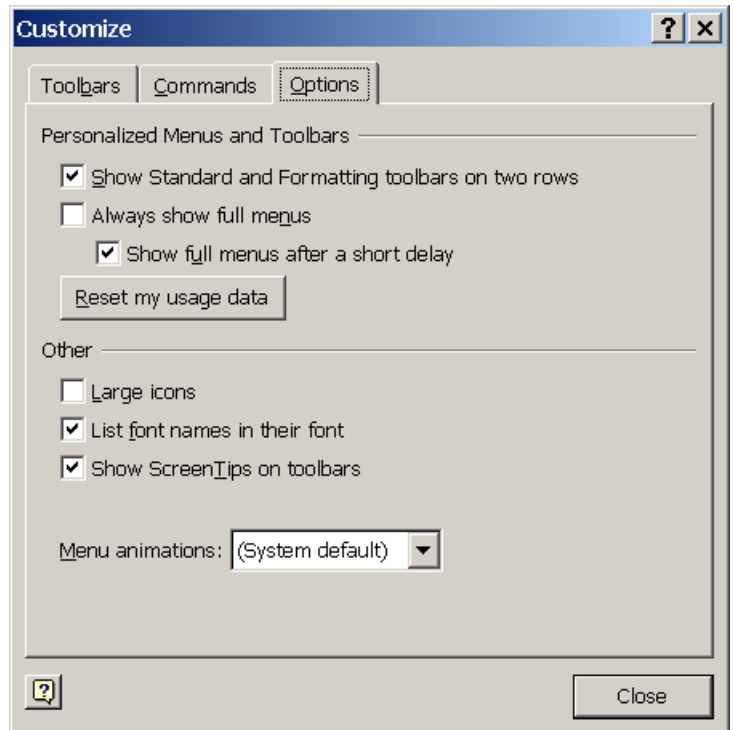 Customize
Toolbars Commands Options
Personalized Menus and Toolbars
Show Standard and Formatting toolbars on two rows
Always show full menus
Show full menus after a short delay
Reset my usage data
Other
Large icons
List font names in their font
Show ScreenTips on toolbars
Menu animations: (System default)
Close